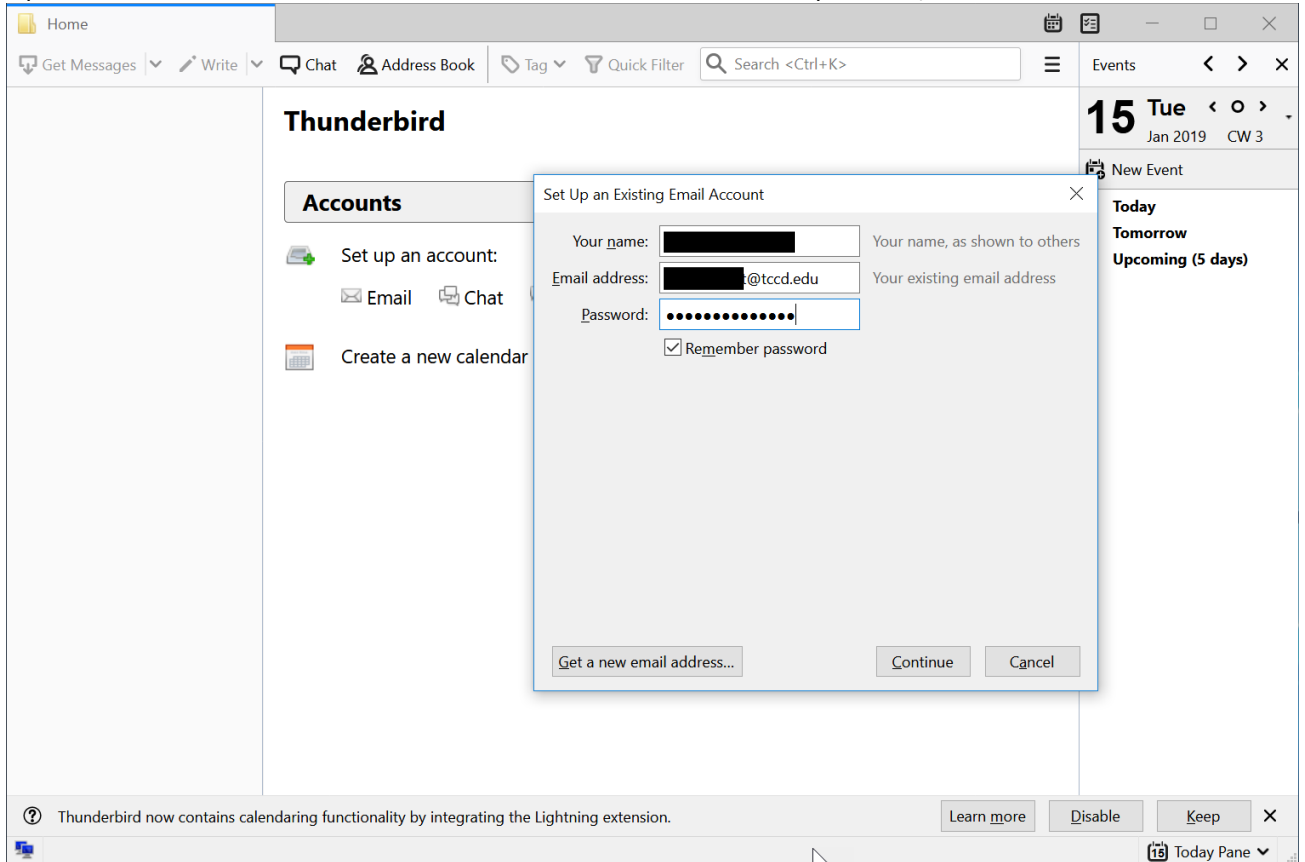 Home
Get Messages
Write
Chat
Address Book
Tag
Quick Filter
Search <Ctrl+K>
Events
Thunderbird
15 Tue
Jan 2019 CW 3
New Event
Today
Tomorrow
Upcoming (5 days)
Accounts
Set up an account:
Email
Chat
Create a new calendar
Set Up an Existing Email Account
Your name:
Your name, as shown to others
Email address:
@tccd.edu
Your existing email address
Password:
Remember password
Get a new email address...
Continue
Cancel
Thunderbird now contains calendaring functionality by integrating the Lightning extension.
Learn more
Disable
Keep
15 Today Pane